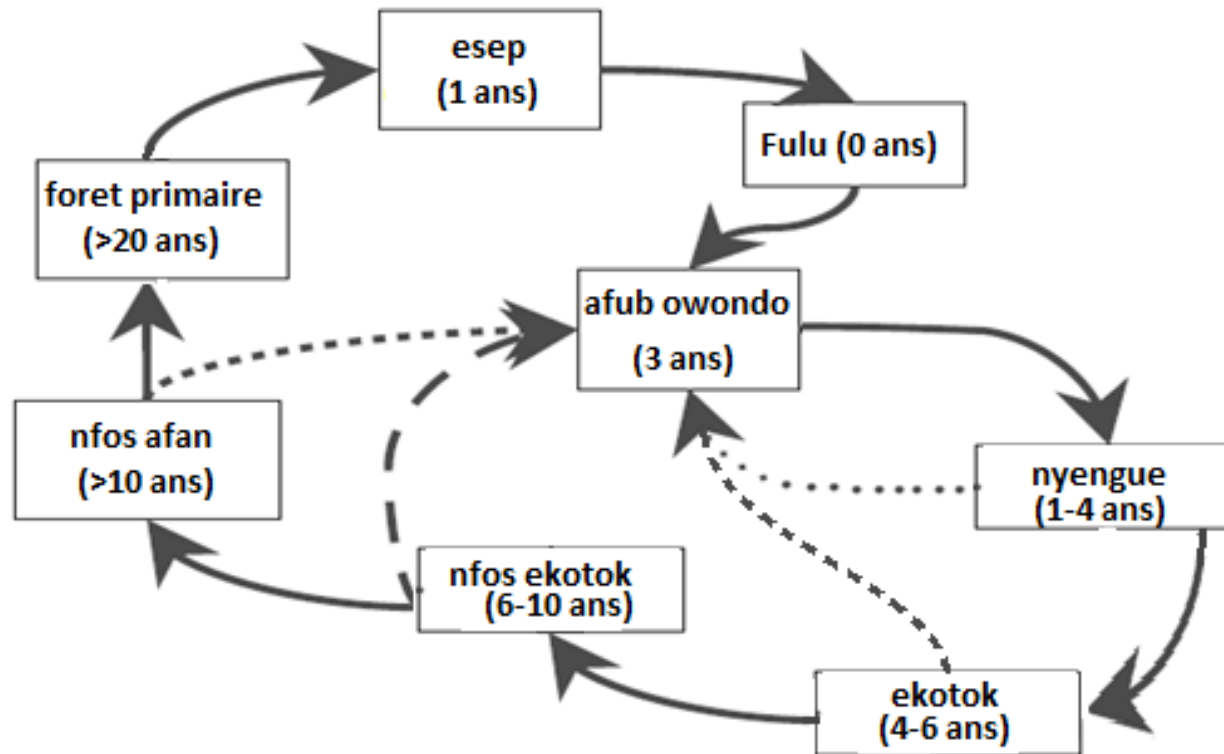 esep
(1 ans)
Fulu (0 ans)
foret primaire
(>20 ans)
afub owondo
(3 ans)
nfos afan
(>10 ans)
nyengue
(1-4 ans)
nfos ekotok
(6-10 ans)
ekotok
(4-6 ans)